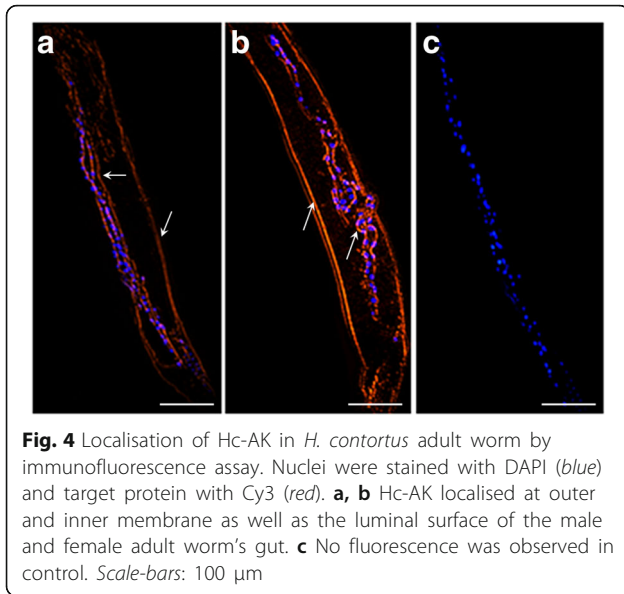 a b c
Fig. 4 Localisation of Hc-AK in H. contortus adult worm by
immunofluorescence assay. Nuclei were stained with DAPI (blue)
and target protein with Cy3 (red). a, b Hc-AK localised at outer
and inner membrane as well as the luminal surface of the male
and female adult worm's gut. c No fluorescence was observed in
control. Scale-bars: 100 μm